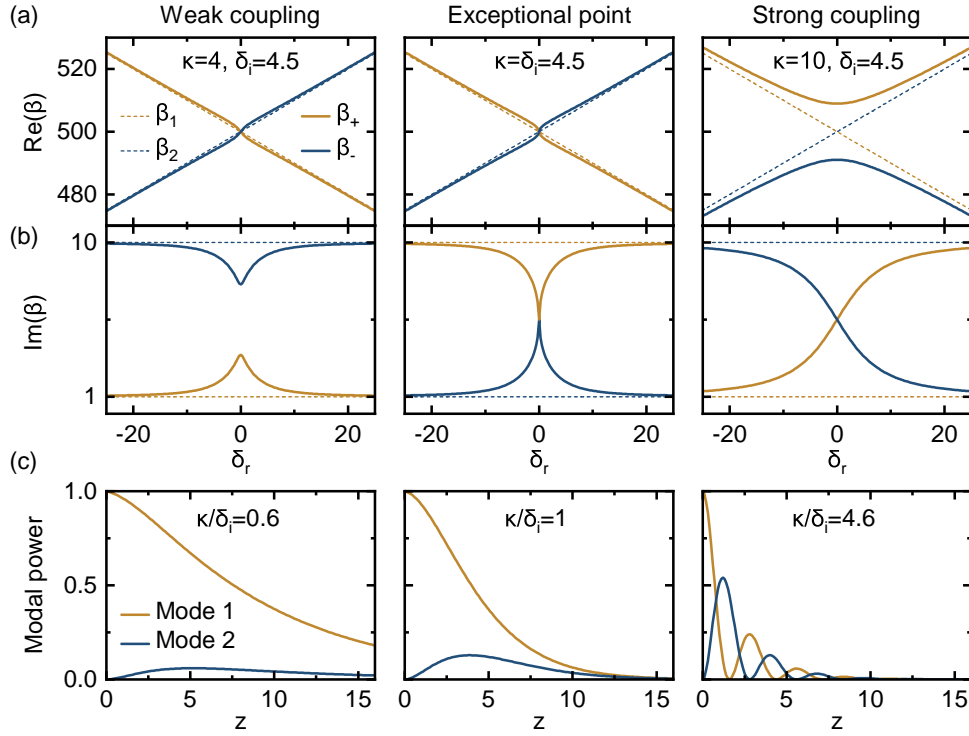 (a) Weak coupling Exceptional point Strong coupling
κ=4, δi=4.5 κ=δi=4.5 κ=10, δi=4.5
Re(β)
520
500
480
β1 β+
β2 β-
(b)
Im(β)
10
1
-20 0 20 -20 0 20 -20 0 20
δr δr δr
(c)
Modal power
1.0
0.5
0.0
κ/δi=0.6 κ/δi=1 κ/δi=4.6
Mode 1
Mode 2
0 5 10 15 0 5 10 15 0 5 10 15
z z z